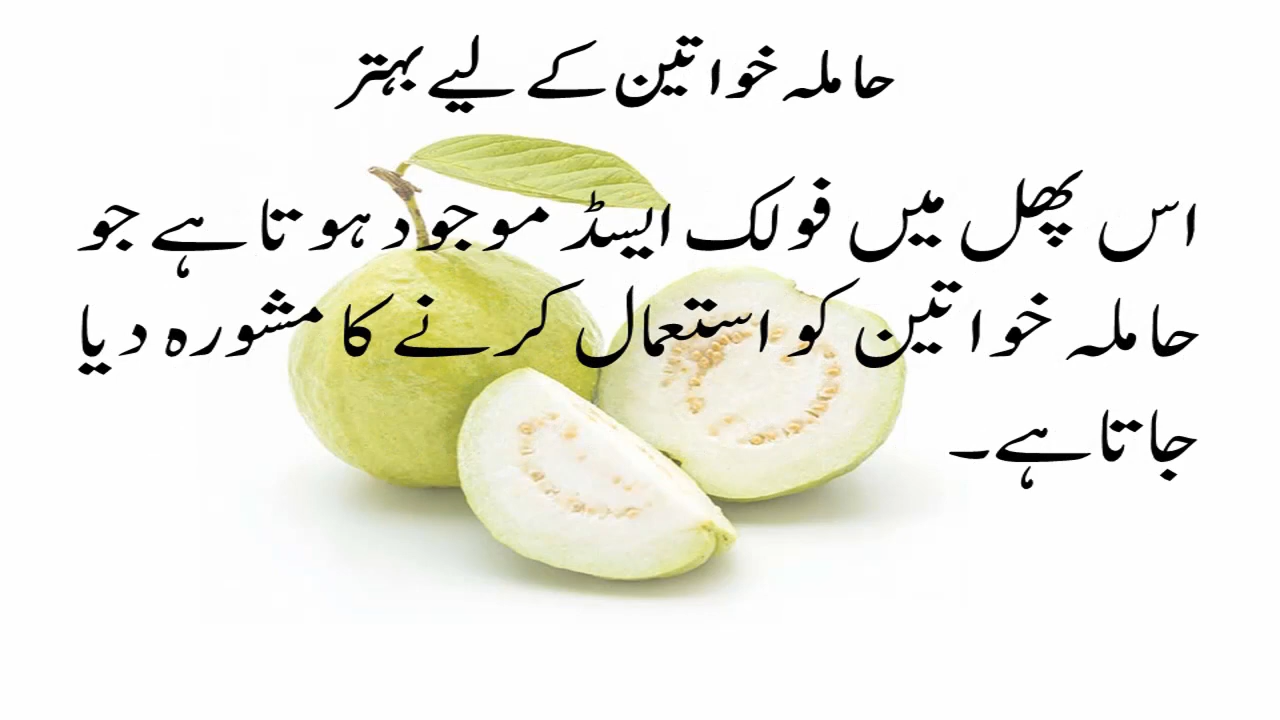 حاملہ خواتین کے لیے بہتر
اس پھل میں فولک ایسڈ موجود ہوتا ہے جو
حاملہ خواتین کو استعمال کرنے کا مشورہ دیا
جاتا ہے۔